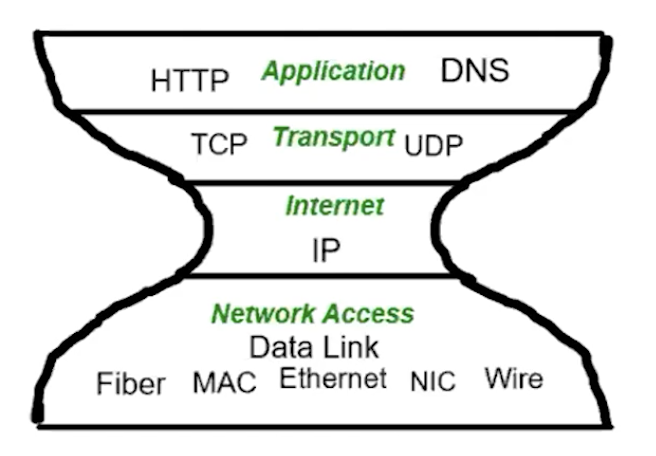 HTTP Application DNS
TCP Transport UDP
Internet
IP
Network Access
Data Link
Fiber MAC Ethernet NIC Wire